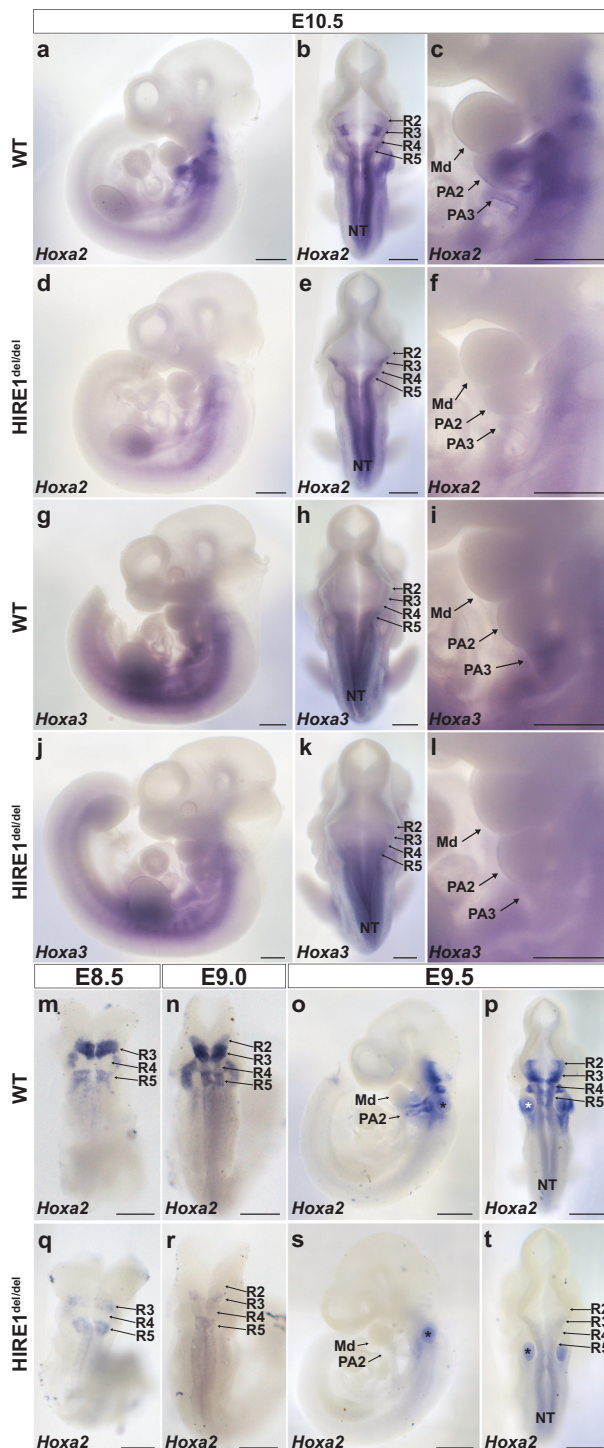 E10.5
a b c
WT
R2
R3
R4
R5
Md
PA2
PA3
NT
Hoxa2 Hoxa2
d e f
HIRE1del/del
R2
R3
R4
R5
Md
PA2
PA3
NT
Hoxa2 Hoxa2
g h i
WT
R2
R3
R4
R5
Md
PA2
PA3
NT
Hoxa3 Hoxa3
j k l
HIRE1del/del
R2
R3
R4
R5
Md
PA2
PA3
NT
Hoxa3 Hoxa3
E8.5 E9.0 E9.5
m n o p
WT
R3
R4
R5
R2
R3
R4
R5
Md
PA2
*
R2
R3
R4
R5
*
NT
Hoxa2 Hoxa2 Hoxa2 Hoxa2
q r s t
HIRE1del/del
R3
R4
R5
R2
R3
R4
R5
Md
PA2
*
R2
R3
R4
R5
*
NT
Hoxa2 Hoxa2 Hoxa2 Hoxa2